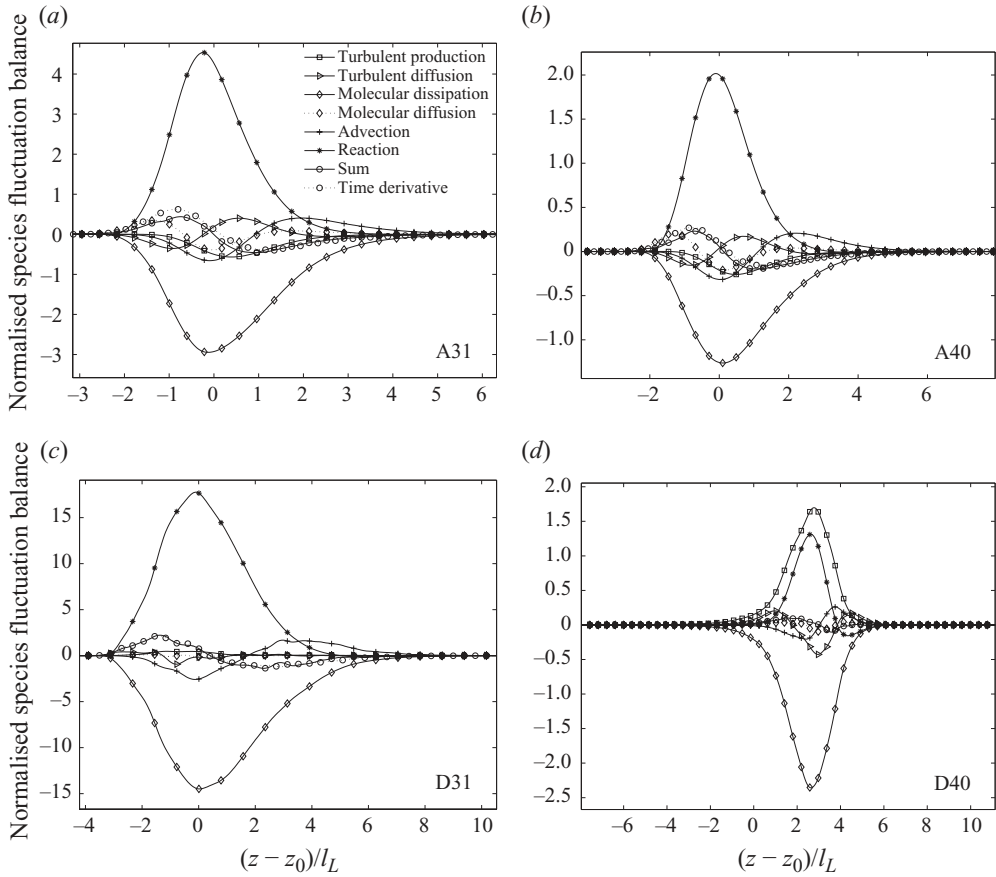 (a)
Normalised species fluctuation balance
4
3
2
1
0
−1
−2
−3
Turbulent production
Turbulent diffusion
Molecular dissipation
Molecular diffusion
Advection
Reaction
Sum
Time derivative
A31
−3 −2 −1 0 1 2 3 4 5 6
(b)
2.0
1.5
1.0
0.5
0
−0.5
−1.0
A40
−2 0 2 4 6
(c)
Normalised species fluctuation balance
15
10
5
0
−5
−10
−15
D31
−4 −2 0 2 4 6 8 10
(z − z0)/lL
(d)
2.0
1.5
1.0
0.5
0
−0.5
−1.0
−1.5
−2.0
−2.5
D40
−6 −4 −2 0 2 4 6 8 10
(z − z0)/lL